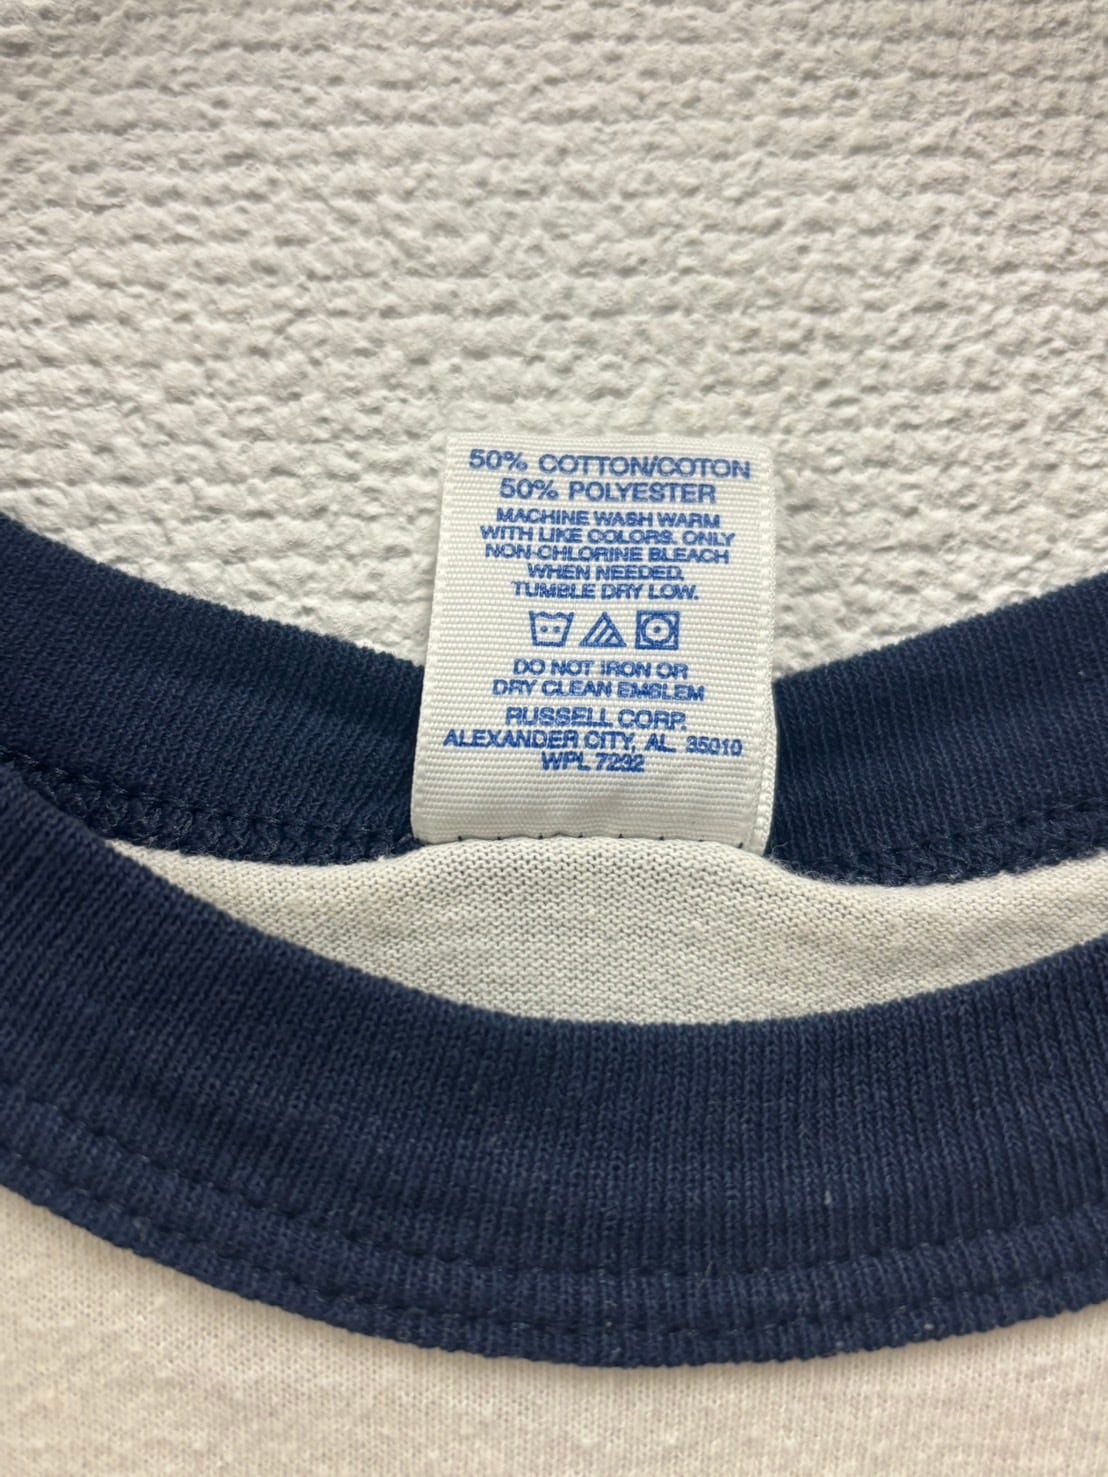 50% COTTON/COTON
50% POLYESTER
MACHINE WASH WARM
WITH LIKE COLORS. ONLY
NON-CHLORINE BLEACH
WHEN NEEDED.
TUMBLE DRY LOW.
DO NOT IRON OR
DRY CLEAN EMBLEM
RUSSELL CORP.
ALEXANDER CITY, AL 35010
WPL 7292